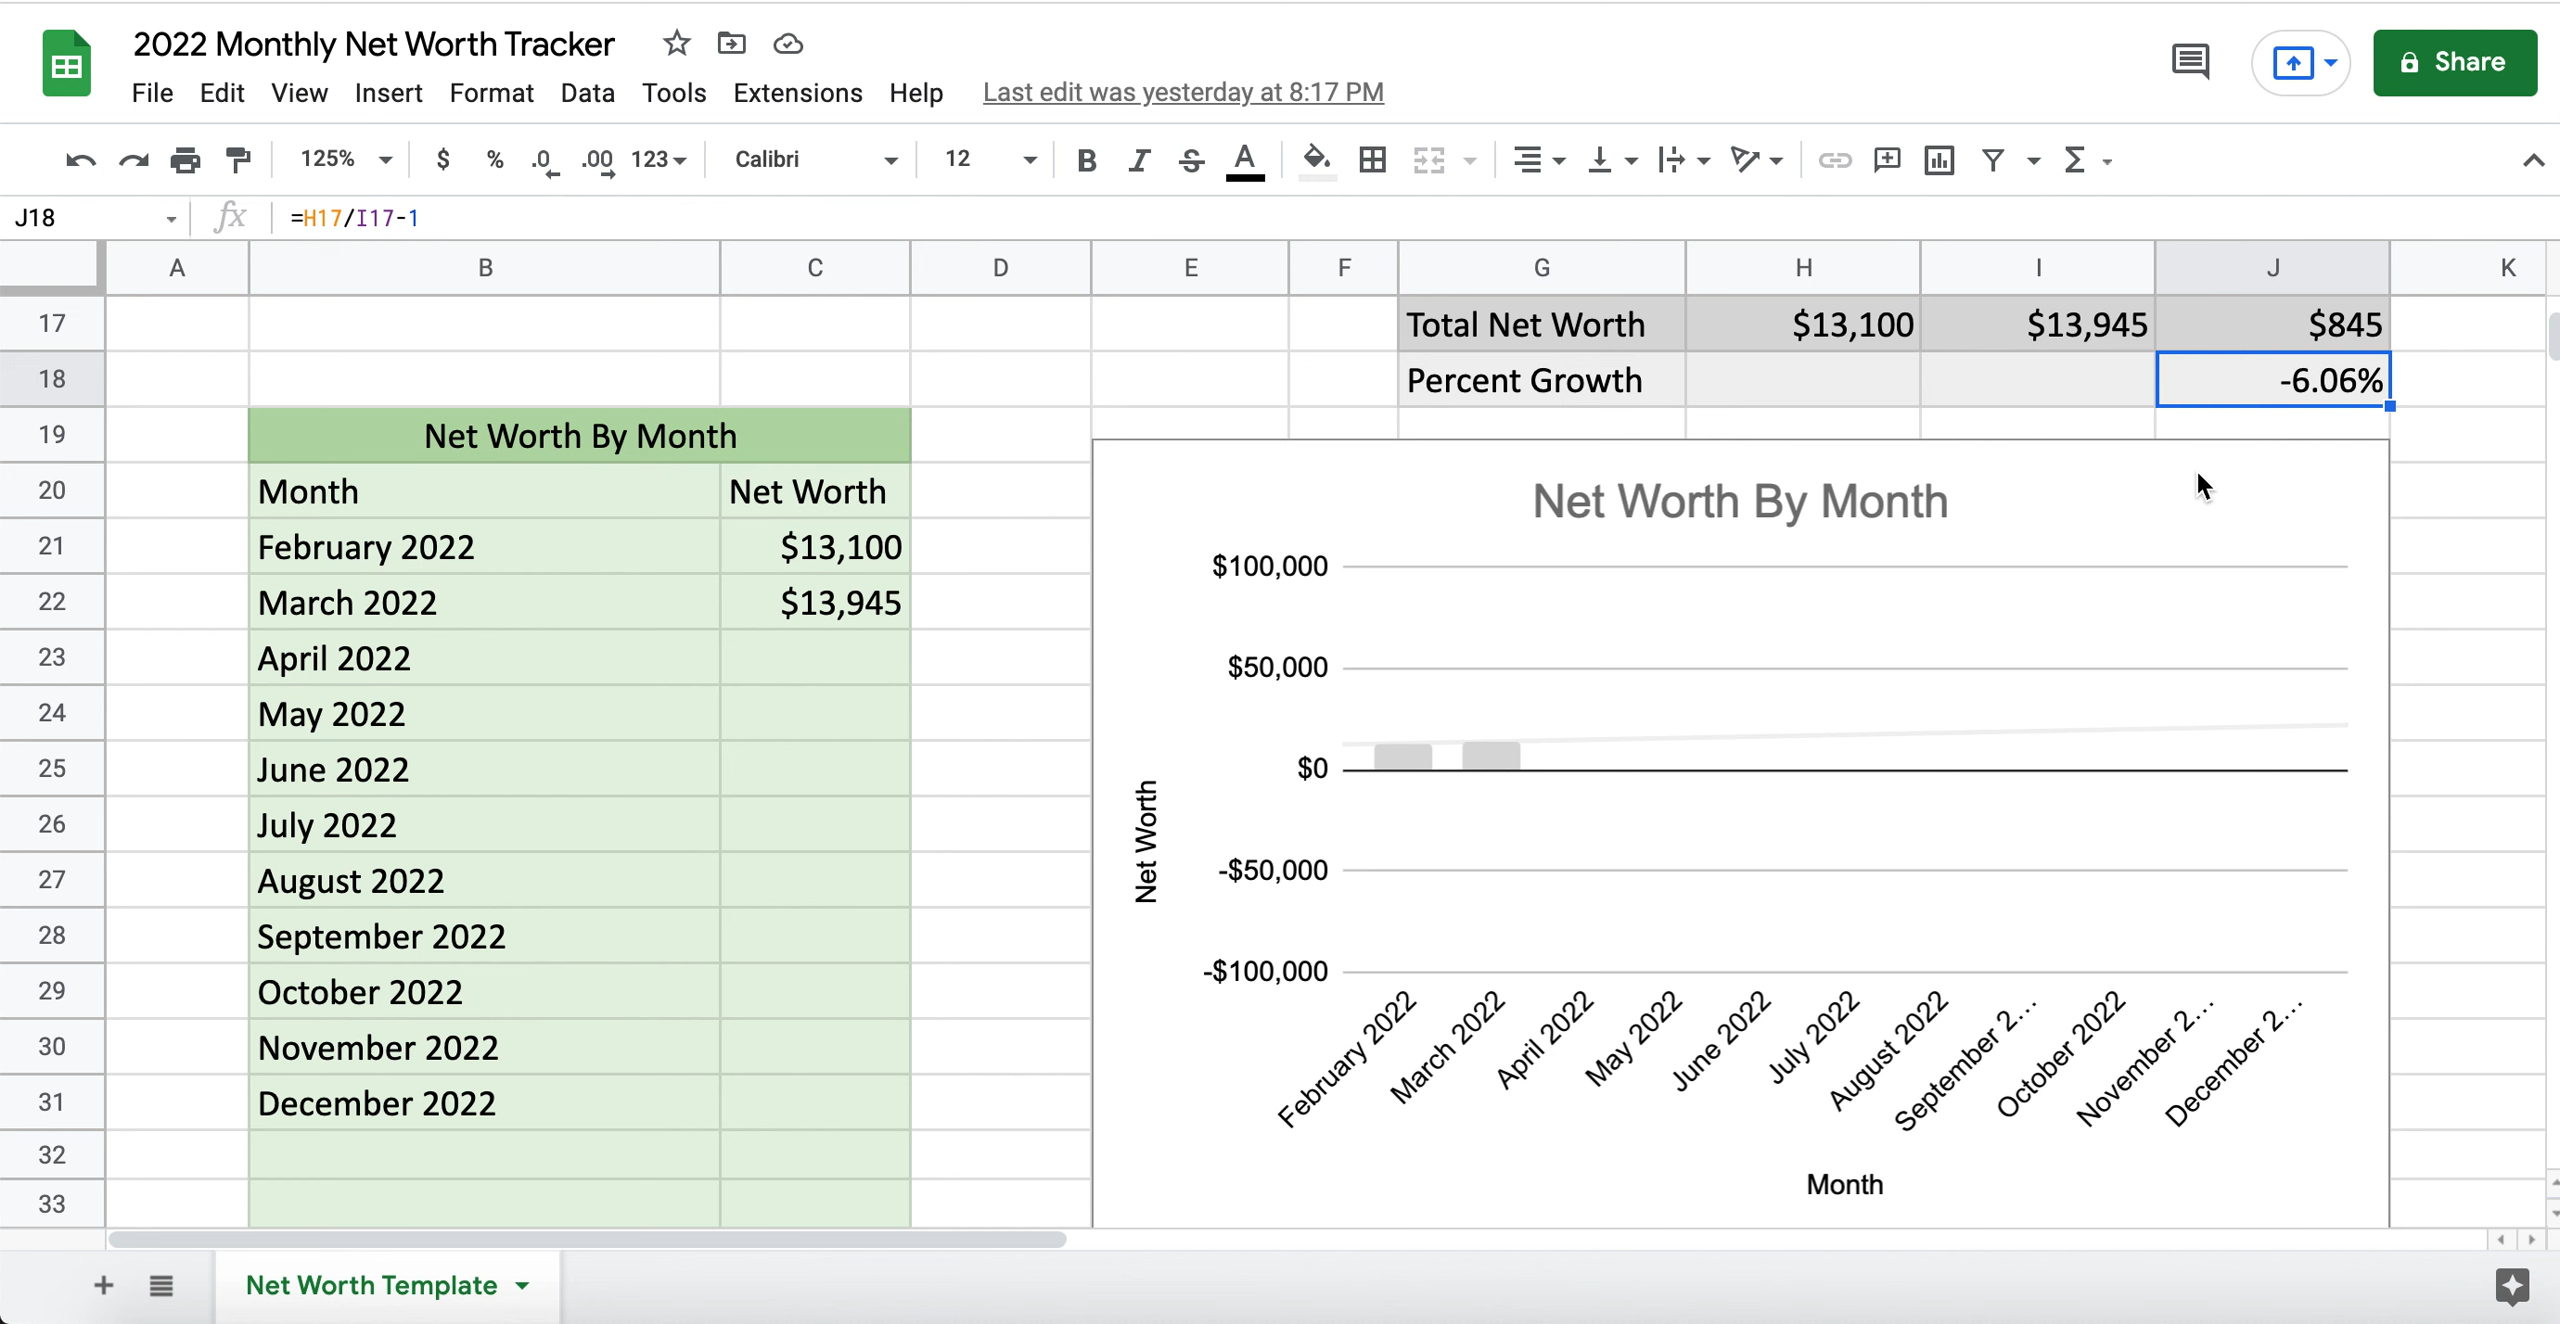 2022 Monthly Net Worth Tracker
File Edit View Insert Format Data Tools Extensions Help Last edit was yesterday at 8:17 PM
Share
125% $ % .0 .00 123 Calibri 12 B I S A
J18 fx =H17/I17-1
A B C D E F G H I J K
17 Total Net Worth $13,100 $13,945 $845
18 Percent Growth -6.06%
19 Net Worth By Month
20 Month Net Worth
21 February 2022 $13,100
22 March 2022 $13,945
23 April 2022
24 May 2022
25 June 2022
26 July 2022
27 August 2022
28 September 2022
29 October 2022
30 November 2022
31 December 2022
32
33
Net Worth By Month
$100,000
$50,000
$0
-$50,000
-$100,000
Net Worth
February 2022
March 2022
April 2022
May 2022
June 2022
July 2022
August 2022
September 2...
October 2022
November 2...
December 2...
Month
Net Worth Template